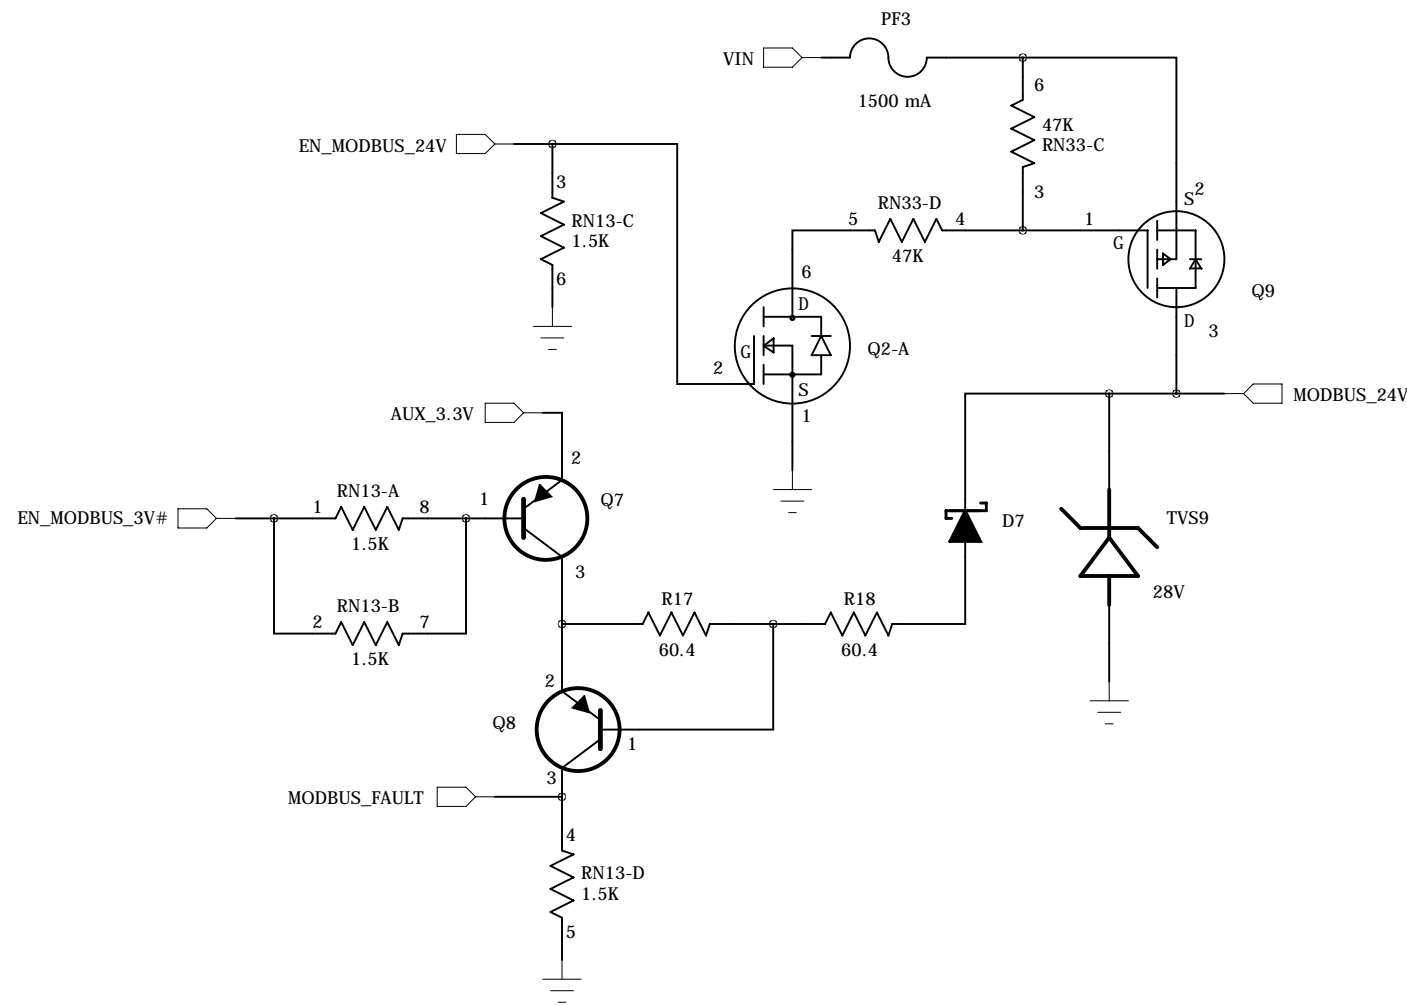 PF3
VIN
1500 mA
6
47K
RN33-C
3
EN_MODBUS_24V
3
RN13-C
1.5K
6
RN33-D
5
4
47K
1
S
2
G
Q9
D
3
6
D
G
Q2-A
2
S
1
MODBUS_24V
AUX_3.3V
2
Q7
RN13-A
1
8
1
EN_MODBUS_3V#
1.5K
3
RN13-B
2
7
1.5K
D7
TVS9
28V
R17
60.4
R18
60.4
2
Q8
1
3
MODBUS_FAULT
4
RN13-D
1.5K
5